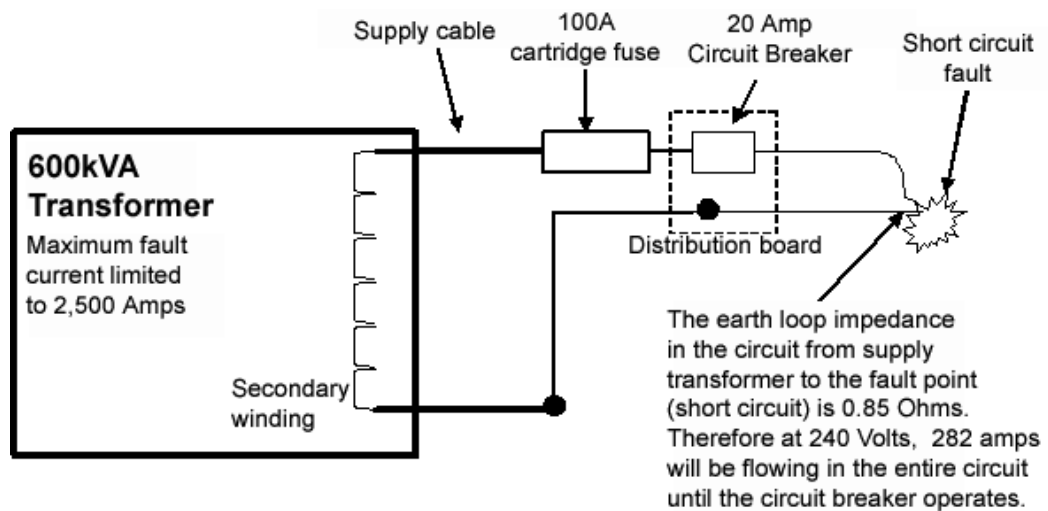 Supply cable
100A
cartridge fuse
20 Amp
Circuit Breaker
Short circuit
fault
600kVA
Transformer
Maximum fault
current limited
to 2,500 Amps
Secondary
winding
Distribution board
The earth loop impedance
in the circuit from supply
transformer to the fault point
(short circuit) is 0.85 Ohms.
Therefore at 240 Volts, 282 amps
will be flowing in the entire circuit
until the circuit breaker operates.